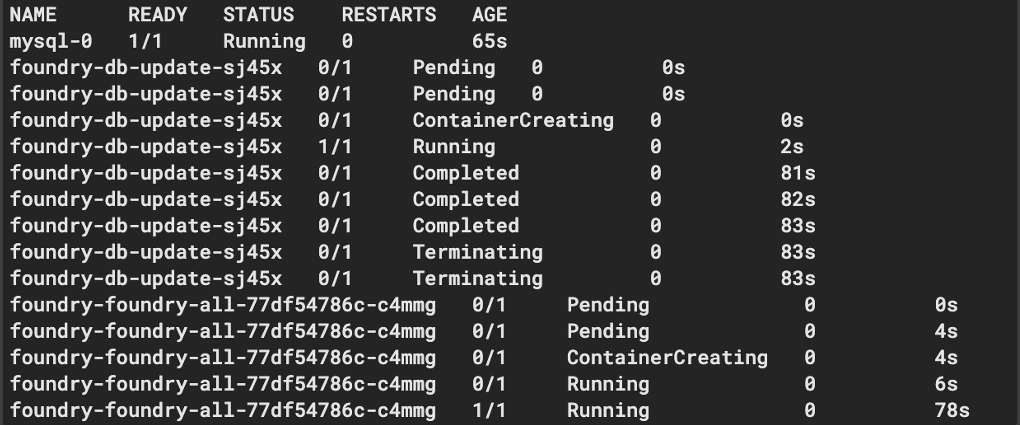 NAME READY STATUS RESTARTS AGE
mysql-0 1/1 Running 0 65s
foundry-db-update-sj45x 0/1 Pending 0 0s
foundry-db-update-sj45x 0/1 Pending 0 0s
foundry-db-update-sj45x 0/1 ContainerCreating 0 0s
foundry-db-update-sj45x 1/1 Running 0 2s
foundry-db-update-sj45x 0/1 Completed 0 81s
foundry-db-update-sj45x 0/1 Completed 0 82s
foundry-db-update-sj45x 0/1 Completed 0 83s
foundry-db-update-sj45x 0/1 Terminating 0 83s
foundry-db-update-sj45x 0/1 Terminating 0 83s
foundry-foundry-all-77df54786c-c4mmg 0/1 Pending 0 0s
foundry-foundry-all-77df54786c-c4mmg 0/1 Pending 0 4s
foundry-foundry-all-77df54786c-c4mmg 0/1 ContainerCreating 0 4s
foundry-foundry-all-77df54786c-c4mmg 0/1 Running 0 6s
foundry-foundry-all-77df54786c-c4mmg 1/1 Running 0 78s